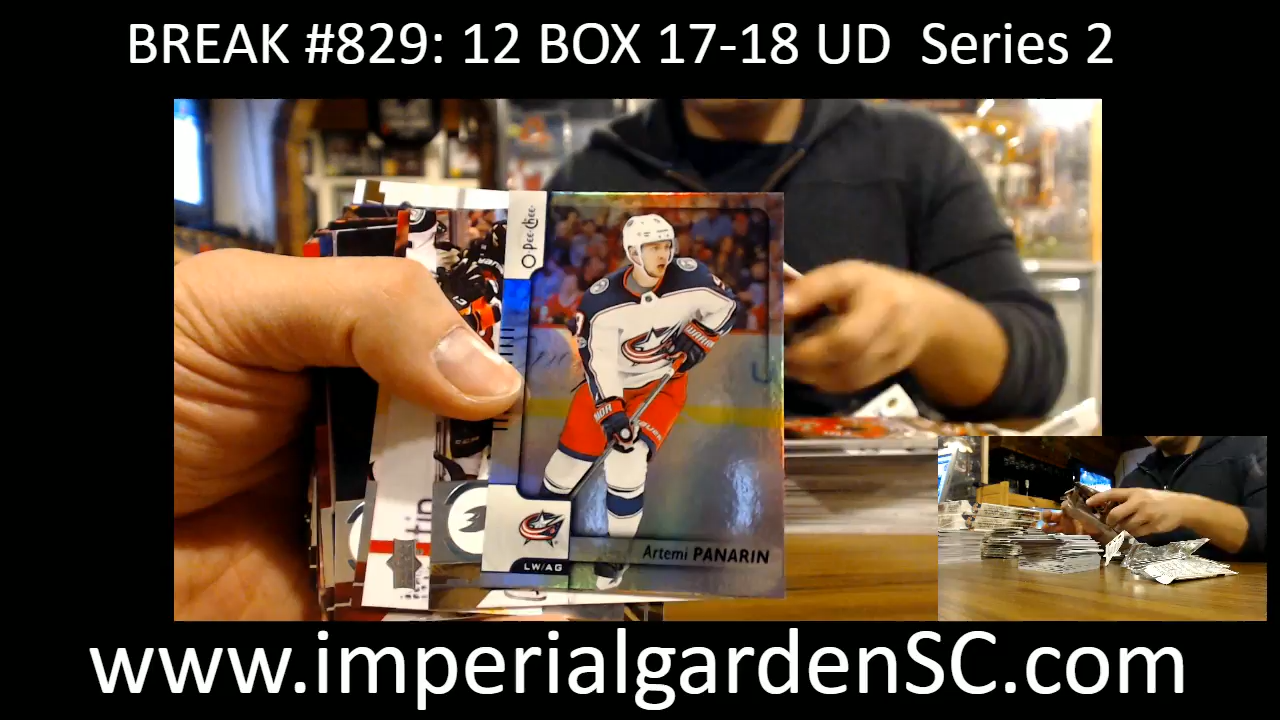 BREAK #829: 12 BOX 17-18 UD  Series 2
O-Pee-Chee
Artemi PANARIN
LW/AG
www.imperialgardenSC.com